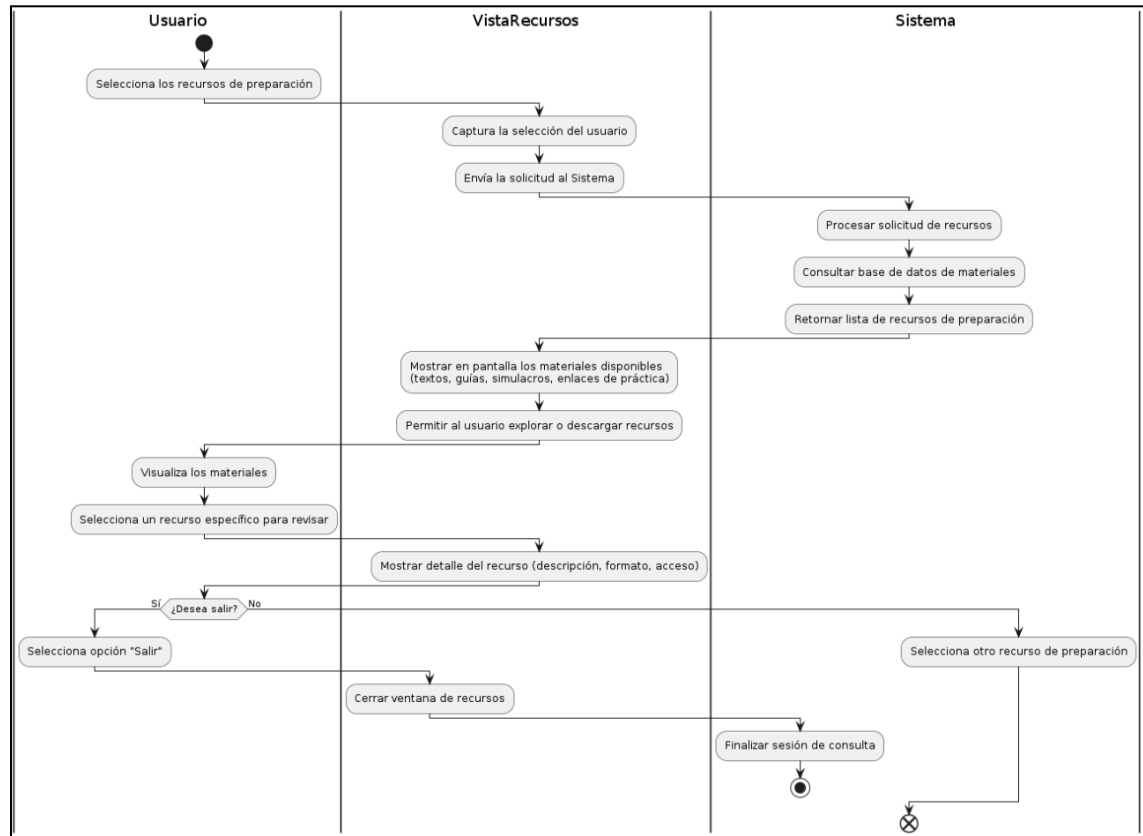 Usuario
VistaRecursos
Sistema
Selecciona los recursos de preparación
Captura la selección del usuario
Envía la solicitud al Sistema
Procesar solicitud de recursos
Consultar base de datos de materiales
Retornar lista de recursos de preparación
Mostrar en pantalla los materiales disponibles
(textos, guías, simulacros, enlaces de práctica)
Permitir al usuario explorar o descargar recursos
Visualiza los materiales
Selecciona un recurso específico para revisar
Mostrar detalle del recurso (descripción, formato, acceso)
Sí
¿Desea salir?
No
Selecciona opción "Salir"
Selecciona otro recurso de preparación
Cerrar ventana de recursos
Finalizar sesión de consulta